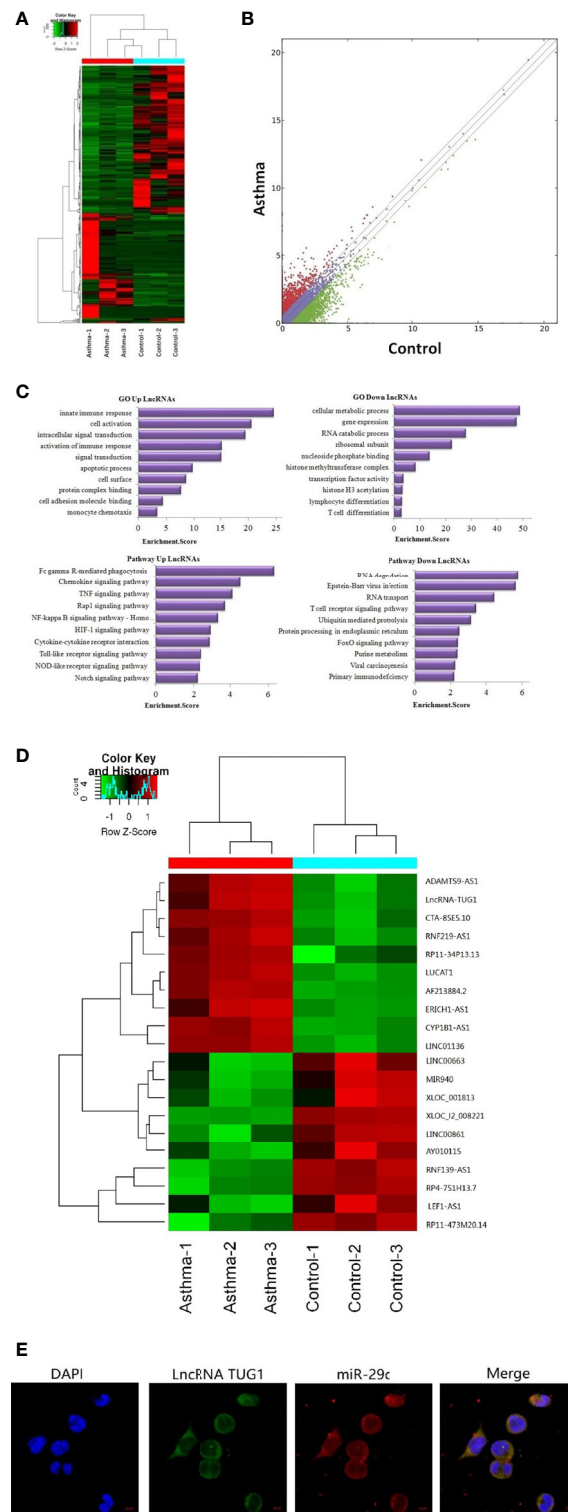 A
Color Key
and Histogram
Row Z-Score
Asthma-1
Asthma-2
Asthma-3
Control-1
Control-2
Control-3
B
Asthma
20
15
10
5
0
0
5
10
15
20
Control
C
GO Up LncRNAs
innate immune response
cell activation
intracellular signal transduction
activation of immune response
signal transduction
apoptotic process
cell surface
protein complex binding
cell adhesion molecule binding
monocyte chemotaxis
0 5 10 15 20 25
Enrichment.Score
GO Down LncRNAs
cellular metabolic process
gene expression
RNA catabolic process
ribosomal subunit
nucleoside phosphate binding
histone methyltransferase complex
transcription factor activity
histone H3 acetylation
lymphocyte differentiation
T cell differentiation
0 10 20 30 40 50
Enrichment.Score
Pathway Up LncRNAs
Fc gamma R-mediated phagocytosis
Chemokine signaling pathway
TNF signaling pathway
Rap1 signaling pathway
NF-kappa B signaling pathway - Homo...
HIF-1 signaling pathway
Cytokine-cytokine receptor interaction
Toll-like receptor signaling pathway
NOD-like receptor signaling pathway
Notch signaling pathway
0 2 4 6
Enrichment.Score
Pathway Down LncRNAs
RNA degradation
Epstein-Barr virus infection
RNA transport
T cell receptor signaling pathway
Ubiquitin mediated proteolysis
Protein processing in endoplasmic reticulum
FoxO signaling pathway
Purine metabolism
Viral carcinogenesis
Primary immunodeficiency
0 2 4 6
Enrichment.Score
D
Color Key
and Histogram
Count
0 4
-1 0 1
Row Z-Score
ADAMTS9-AS1
LncRNA-TUG1
CTA-85E5.10
RNF219-AS1
RP11-34P13.13
LUCAT1
AF213884.2
ERICH1-AS1
CYP1B1-AS1
LINC01136
LINC00663
MIR940
XLOC_001813
XLOC_l2_008221
LINC00861
AY010115
RNF139-AS1
RP4-751H13.7
LEF1-AS1
RP11-473M20.14
Asthma-1
Asthma-2
Asthma-3
Control-1
Control-2
Control-3
E
DAPI
LncRNA TUG1
miR-29c
Merge